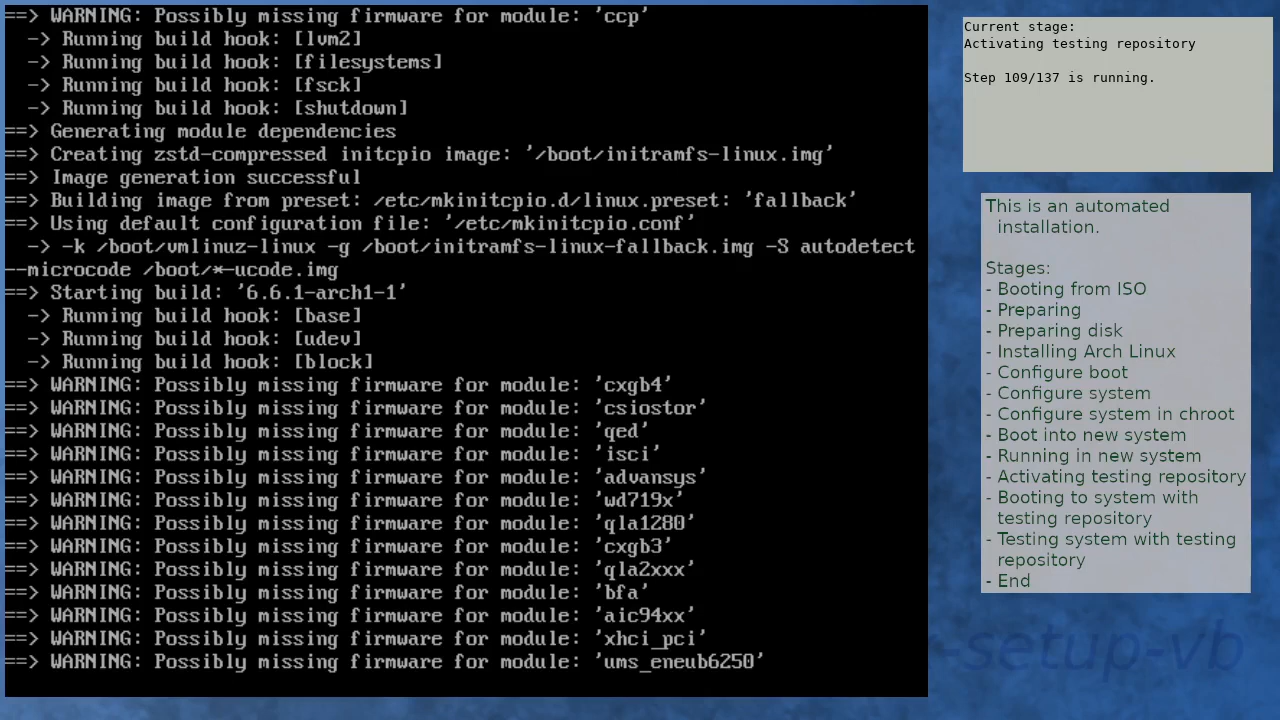 ==> WARNING: Possibly missing firmware for module: 'ccp'
  -> Running build hook: [lvm2]
  -> Running build hook: [filesystems]
  -> Running build hook: [fsck]
  -> Running build hook: [shutdown]
==> Generating module dependencies
==> Creating zstd-compressed initcpio image: '/boot/initramfs-linux.img'
==> Image generation successful
==> Building image from preset: /etc/mkinitcpio.d/linux.preset: 'fallback'
==> Using default configuration file: '/etc/mkinitcpio.conf'
  -> -k /boot/vmlinuz-linux -g /boot/initramfs-linux-fallback.img -S autodetect
--microcode /boot/*-ucode.img
==> Starting build: '6.6.1-arch1-1'
  -> Running build hook: [base]
  -> Running build hook: [udev]
  -> Running build hook: [block]
==> WARNING: Possibly missing firmware for module: 'cxgb4'
==> WARNING: Possibly missing firmware for module: 'csiostor'
==> WARNING: Possibly missing firmware for module: 'qed'
==> WARNING: Possibly missing firmware for module: 'isci'
==> WARNING: Possibly missing firmware for module: 'advansys'
==> WARNING: Possibly missing firmware for module: 'wd719x'
==> WARNING: Possibly missing firmware for module: 'qla1280'
==> WARNING: Possibly missing firmware for module: 'cxgb3'
==> WARNING: Possibly missing firmware for module: 'qla2xxx'
==> WARNING: Possibly missing firmware for module: 'bfa'
==> WARNING: Possibly missing firmware for module: 'aic94xx'
==> WARNING: Possibly missing firmware for module: 'xhci_pci'
==> WARNING: Possibly missing firmware for module: 'ums_eneub6250'
Current stage:
Activating testing repository
Step 109/137 is running.
This is an automated
installation.
Stages:
- Booting from ISO
- Preparing
- Preparing disk
- Installing Arch Linux
- Configure boot
- Configure system
- Configure system in chroot
- Boot into new system
- Running in new system
- Activating testing repository
- Booting to system with
testing repository
- Testing system with testing
repository
- End
-setup-vb